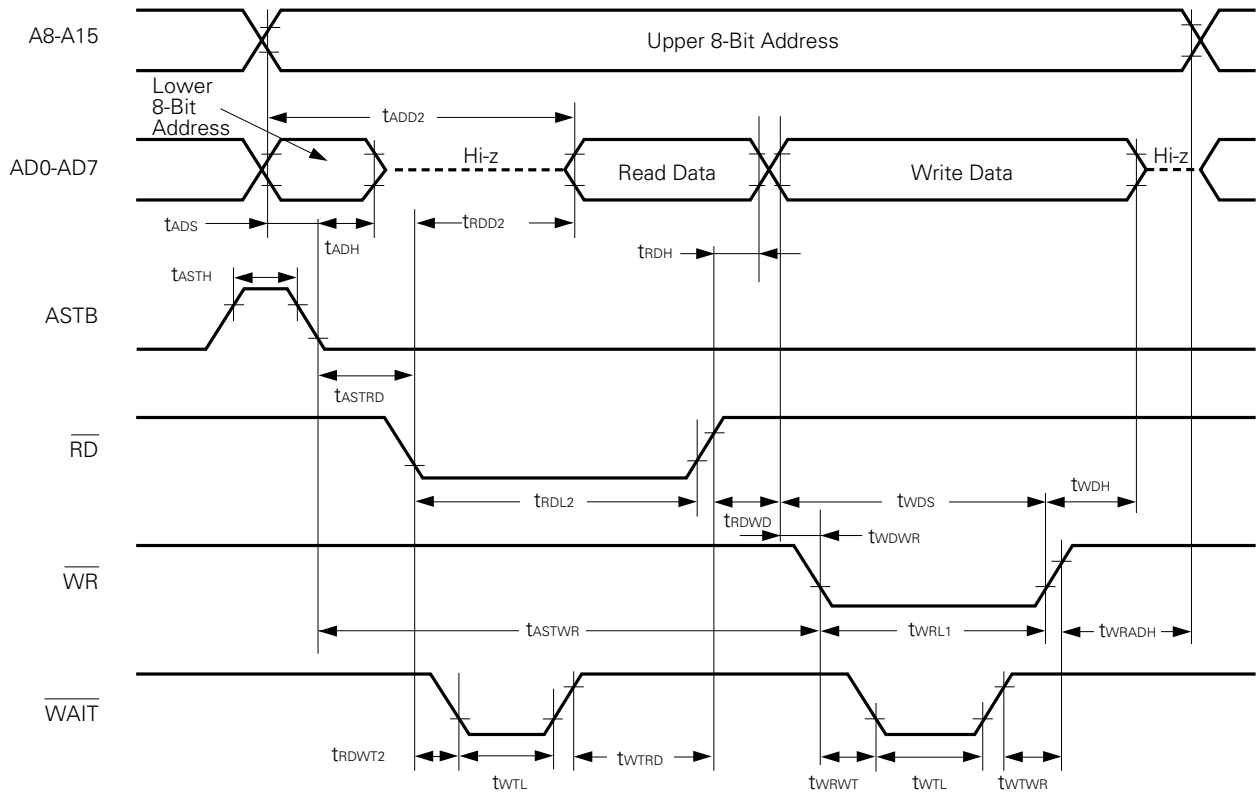 A8-A15
Upper 8-Bit Address
Lower
8-Bit
Address
tADD2
AD0-AD7
Hi-z
Read Data
Write Data
Hi-z
tADS
tADH
tRDD2
tRDH
tASTH
ASTB
tASTRD
RD
tRDL2
tRDWD
tWDS
tWDH
tWDWR
WR
tASTWR
tWRL1
tWRADH
WAIT
tRDWT2
tWTL
tWTRD
tWRWT
tWTL
tWTWR